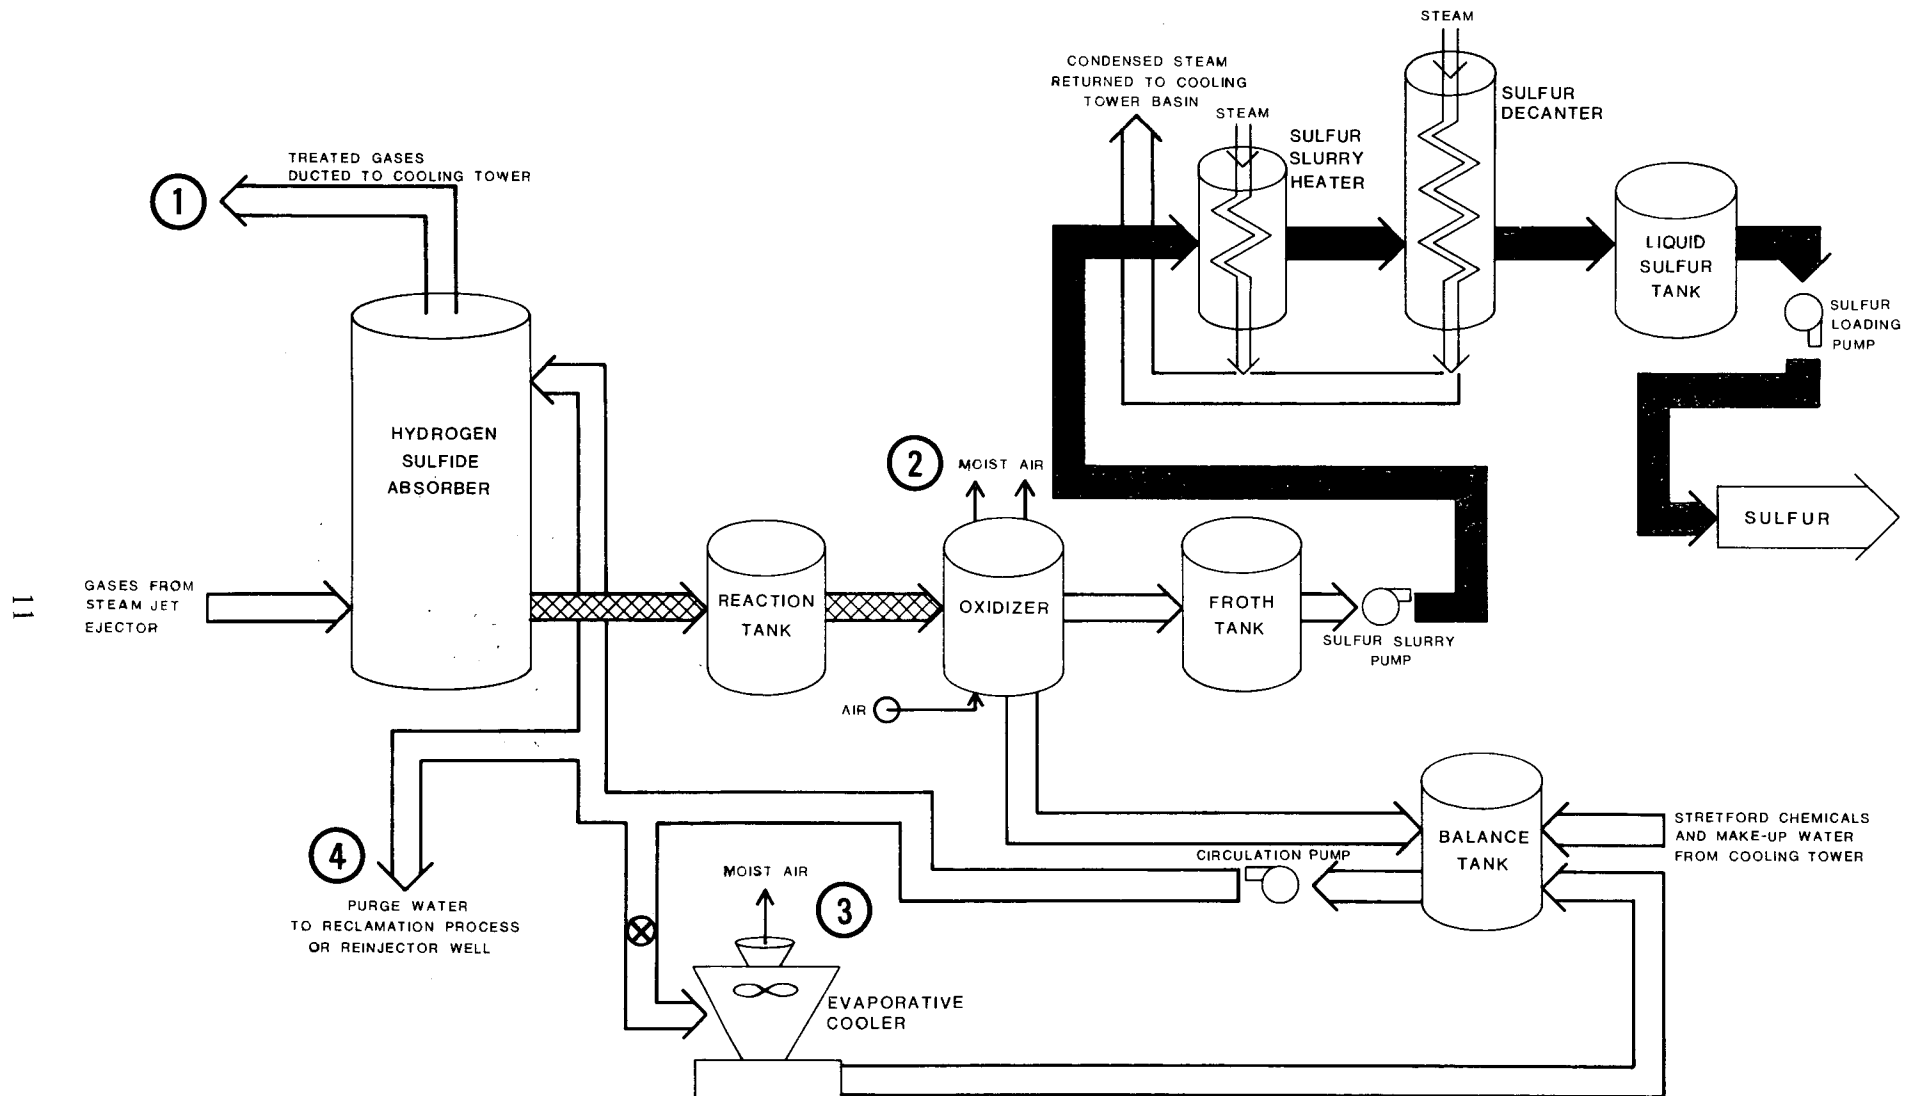 STEAM
CONDENSED STEAM
RETURNED TO COOLING
TOWER BASIN
STEAM
SULFUR
DECANTER
SULFUR
SLURRY
HEATER
TREATED GASES
DUCTED TO COOLING TOWER
1
LIQUID
SULFUR
TANK
SULFUR
LOADING
PUMP
HYDROGEN
SULFIDE
ABSORBER
2
MOIST AIR
SULFUR
GASES FROM
STEAM JET
EJECTOR
11
REACTION
TANK
OXIDIZER
FROTH
TANK
SULFUR SLURRY
PUMP
AIR
STRETFORD CHEMICALS
AND MAKE-UP WATER
FROM COOLING TOWER
BALANCE
TANK
CIRCULATION PUMP
4
MOIST AIR
3
PURGE WATER
TO RECLAMATION PROCESS
OR REINJECTOR WELL
EVAPORATIVE
COOLER